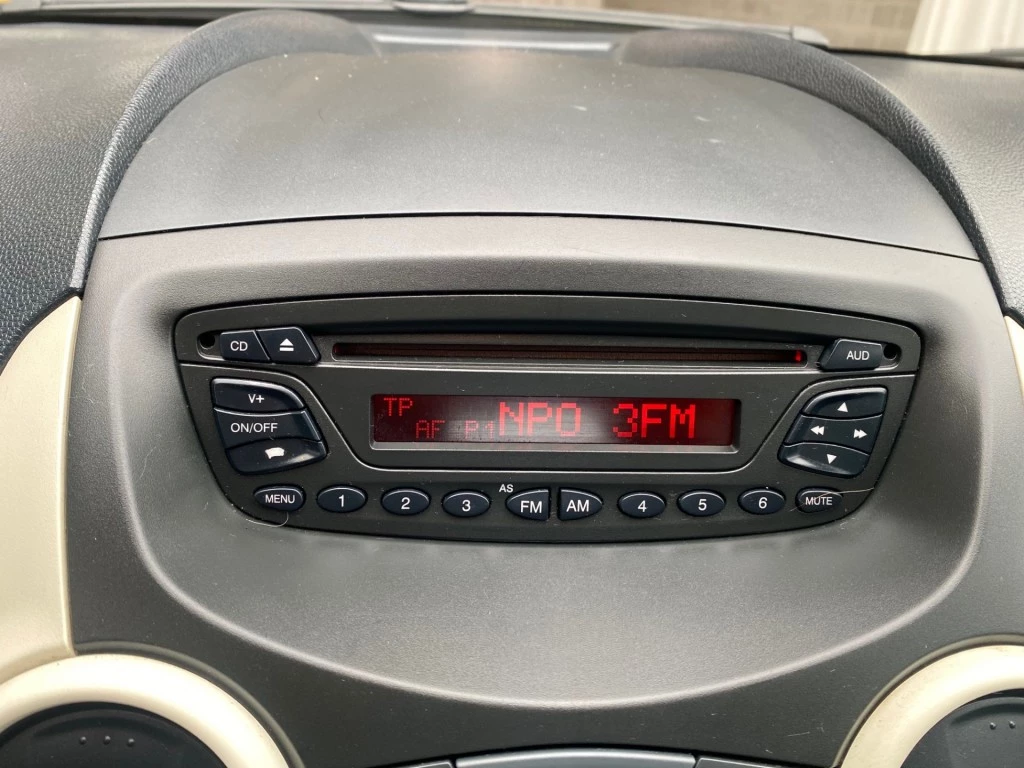 CD
AUD
V+
ON/OFF
TP
AF P1 NPO 3FM
MENU 1 2 3 AS FM AM 4 5 6 MUTE